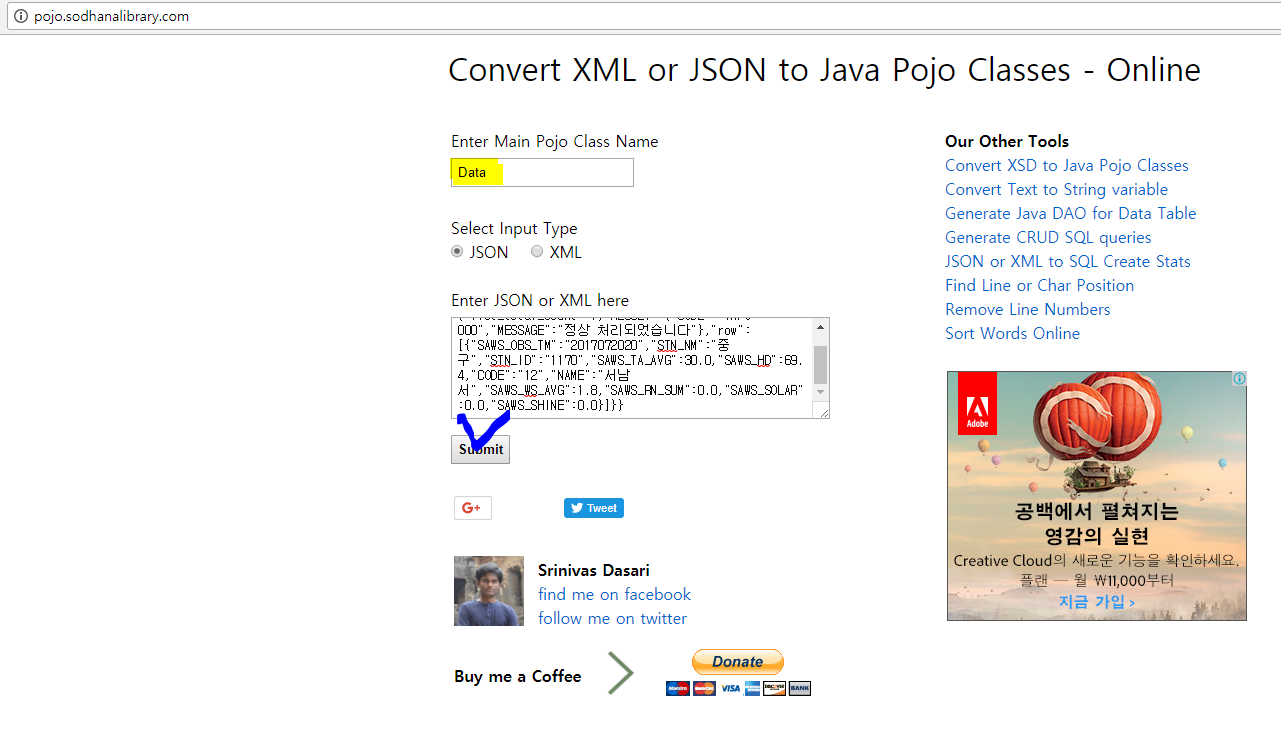 pojo.sodhanalibrary.com
Convert XML or JSON to Java Pojo Classes - Online
Enter Main Pojo Class Name
Data
Select Input Type
JSON XML
Enter JSON or XML here
000","MESSAGE":"정상 처리되었습니다"},"row":
[{"SAWS_OBS_TM":"2017072020","STN_NM":"중
구","STN_ID":"1170","SAWS_TA_AVG":30.0,"SAWS_HD":69.
4,"CODE":"12","NAME":"서남
서","SAWS_WS_AVG":1.8,"SAWS_RN_SUM":0.0,"SAWS_SOLAR"
:0.0,"SAWS_SHINE":0.0}]}}
Submit
G+
Tweet
Srinivas Dasari
find me on facebook
follow me on twitter
Buy me a Coffee
Donate
Maestro MasterCard VISA DISCOVER BANK
Our Other Tools
Convert XSD to Java Pojo Classes
Convert Text to String variable
Generate Java DAO for Data Table
Generate CRUD SQL queries
JSON or XML to SQL Create Stats
Find Line or Char Position
Remove Line Numbers
Sort Words Online
Adobe
공백에서 펼쳐지는
영감의 실현
Creative Cloud의 새로운 기능을 확인하세요.
플랜 — 월 ₩11,000부터
지금 가입 ›